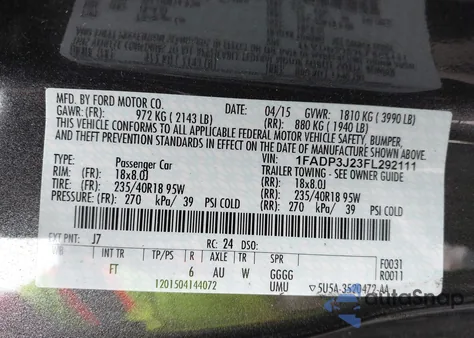 MFD. BY FORD MOTOR CO.
DATE: 04/15 GVWR: 1810 KG ( 3990 LB)
GAWR: (FR): 972 KG ( 2143 LB) (RR): 880 KG ( 1940 LB)
THIS VEHICLE CONFORMS TO ALL APPLICABLE FEDERAL MOTOR VEHICLE SAFETY, BUMPER,
AND THEFT PREVENTION STANDARDS IN EFFECT ON THE DATE OF MANUFACTURE SHOWN ABOVE.
VIN: 1FADP3J23FL292111
TYPE: Passenger Car TRAILER TOWING - SEE OWNER GUIDE
RIM: (FR): 18x8.0J (RR): 18x8.0J
TIRE: (FR): 235/40R18 95W (RR): 235/40R18 95W
PRESSURE: (FR): 270 kPa/ 39 PSI COLD (RR): 270 kPa/ 39 PSI COLD
EXT PNT: J7 RC: 24 DSO: F0031
INT TR TP/PS R AXLE TR SPR R0011
FT 6 AU W GGGG
1201504144072 UMU 5U5A-3520472-AA
AutoSnap